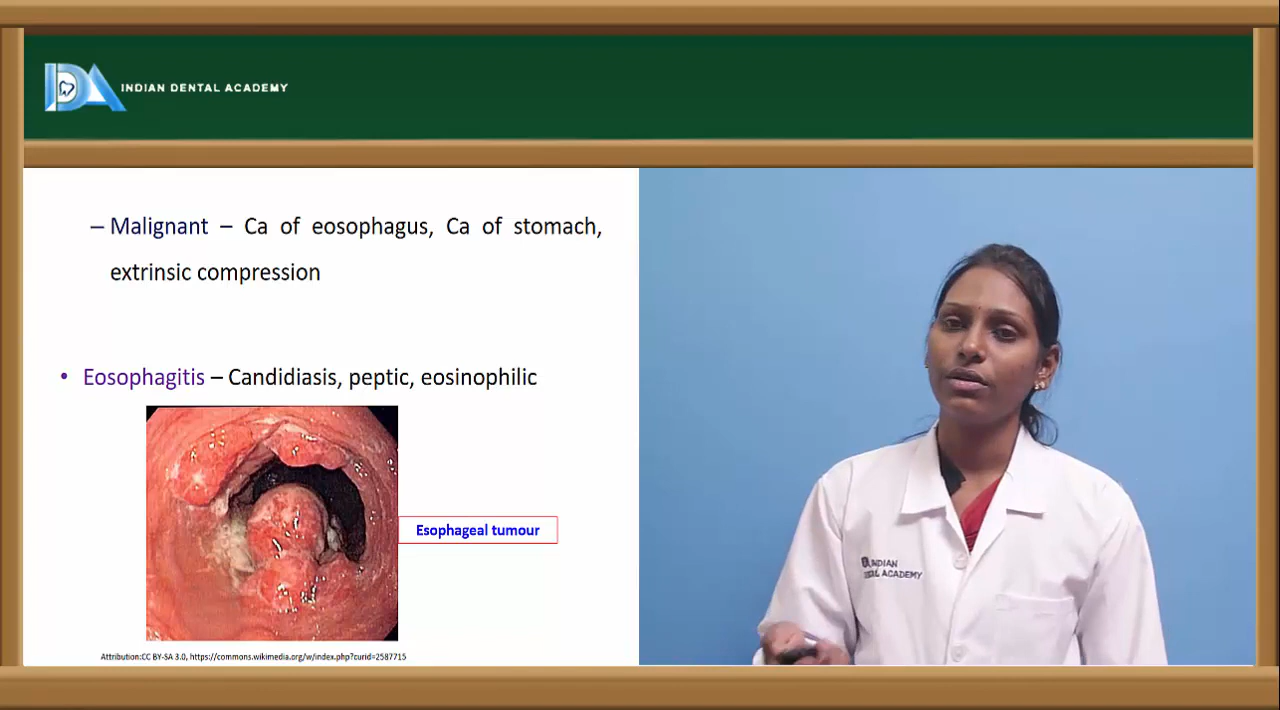 INDIAN DENTAL ACADEMY
– Malignant – Ca of eosophagus, Ca of stomach,
extrinsic compression
• Eosophagitis – Candidiasis, peptic, eosinophilic
Esophageal tumour
Attribution:CC BY-SA 3.0, https://commons.wikimedia.org/w/index.php?curid=2587715
INDIAN
DENTAL ACADEMY